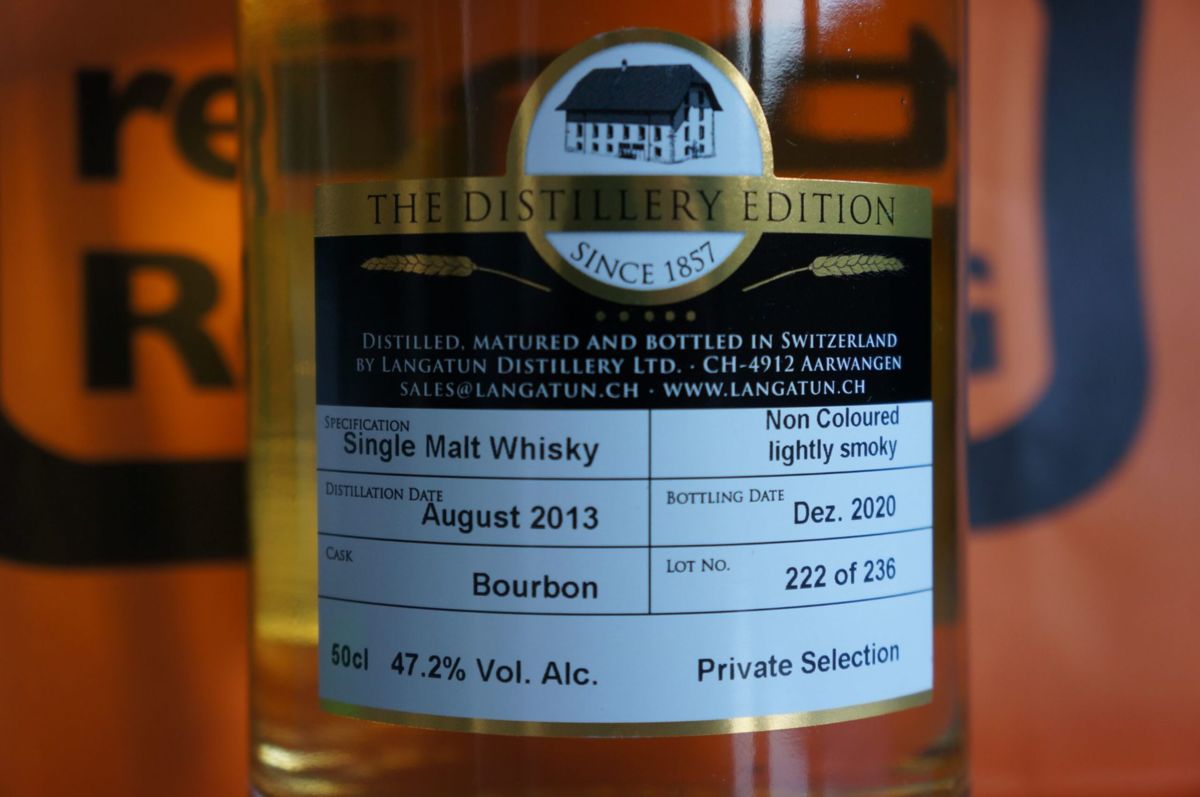 THE DISTILLERY EDITION
SINCE 1857
DISTILLED, MATURED AND BOTTLED IN SWITZERLAND
BY LANGATUN DISTILLERY LTD. · CH-4912 AARWANGEN
SALES@LANGATUN.CH · WWW.LANGATUN.CH
SPECIFICATION
Single Malt Whisky
Non Coloured
lightly smoky
DISTILLATION DATE
August 2013
BOTTLING DATE
Dez. 2020
CASK
Bourbon
LOT NO.
222 of 236
50cl 47.2% Vol. Alc.
Private Selection